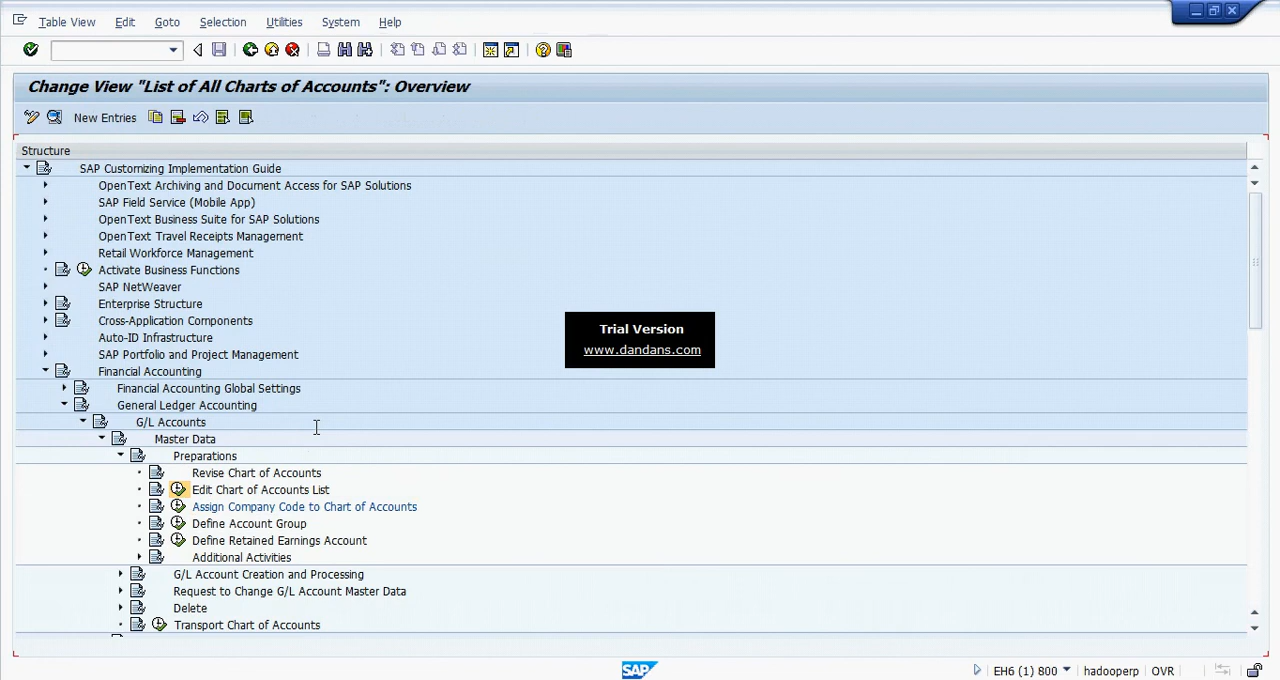 Table View Edit Goto Selection Utilities System Help
Change View "List of All Charts of Accounts": Overview
New Entries
Structure
SAP Customizing Implementation Guide
OpenText Archiving and Document Access for SAP Solutions
SAP Field Service (Mobile App)
OpenText Business Suite for SAP Solutions
OpenText Travel Receipts Management
Retail Workforce Management
Activate Business Functions
SAP NetWeaver
Enterprise Structure
Cross-Application Components
Auto-ID Infrastructure
SAP Portfolio and Project Management
Financial Accounting
Financial Accounting Global Settings
General Ledger Accounting
G/L Accounts
Master Data
Preparations
Revise Chart of Accounts
Edit Chart of Accounts List
Assign Company Code to Chart of Accounts
Define Account Group
Define Retained Earnings Account
Additional Activities
G/L Account Creation and Processing
Request to Change G/L Account Master Data
Delete
Transport Chart of Accounts
Trial Version
www.dandans.com
SAP
EH6 (1) 800 hadooperp OVR